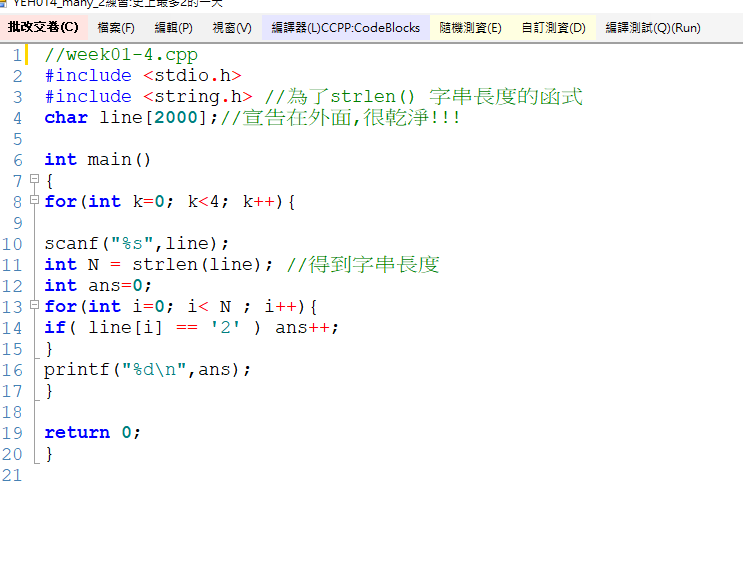 YEH014_many_2練習:史上最多2的一天
批改交卷(C) 檔案(F) 編輯(P) 視窗(V) 編譯器(L)CCPP:CodeBlocks 隨機測資(E) 自訂測資(D) 編譯測試(Q)(Run)
1 //week01-4.cpp
2 #include <stdio.h>
3 #include <string.h> //為了strlen() 字串長度的函式
4 char line[2000];//宣告在外面,很乾淨!!!
5
6 int main()
7 {
8 for(int k=0; k<4; k++){
9
10 scanf("%s",line);
11 int N = strlen(line); //得到字串長度
12 int ans=0;
13 for(int i=0; i< N ; i++){
14 if( line[i] == '2' ) ans++;
15 }
16 printf("%d\n",ans);
17 }
18
19 return 0;
20 }
21